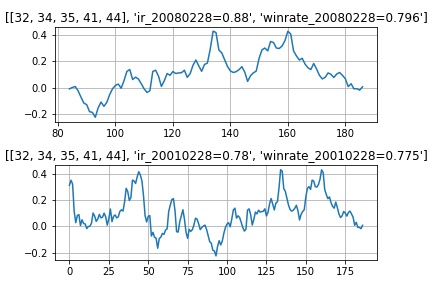 [[32, 34, 35, 41, 44], 'ir_20080228=0.88', 'winrate_20080228=0.796']
0.4
0.2
0.0
−0.2
80 100 120 140 160 180
[[32, 34, 35, 41, 44], 'ir_20010228=0.78', 'winrate_20010228=0.775']
0.4
0.2
0.0
−0.2
0 25 50 75 100 125 150 175